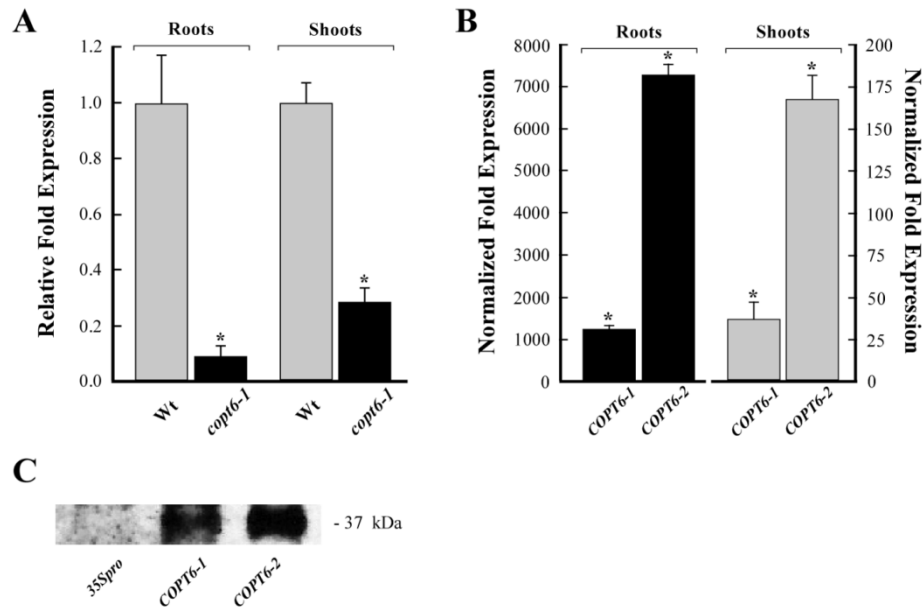 A
Roots
Shoots
Relative Fold Expression
1.2
1.0
0.8
0.6
0.4
0.2
0.0
*
*
Wt
copt6-1
Wt
copt6-1
B
Roots
Shoots
Normalized Fold Expression
8000
7000
6000
5000
4000
3000
2000
1000
0
*
*
*
*
200
175
150
125
100
75
50
25
0
Normalized Fold Expression
COPT6-1
COPT6-2
COPT6-1
COPT6-2
C
- 37 kDa
35Spro
COPT6-1
COPT6-2